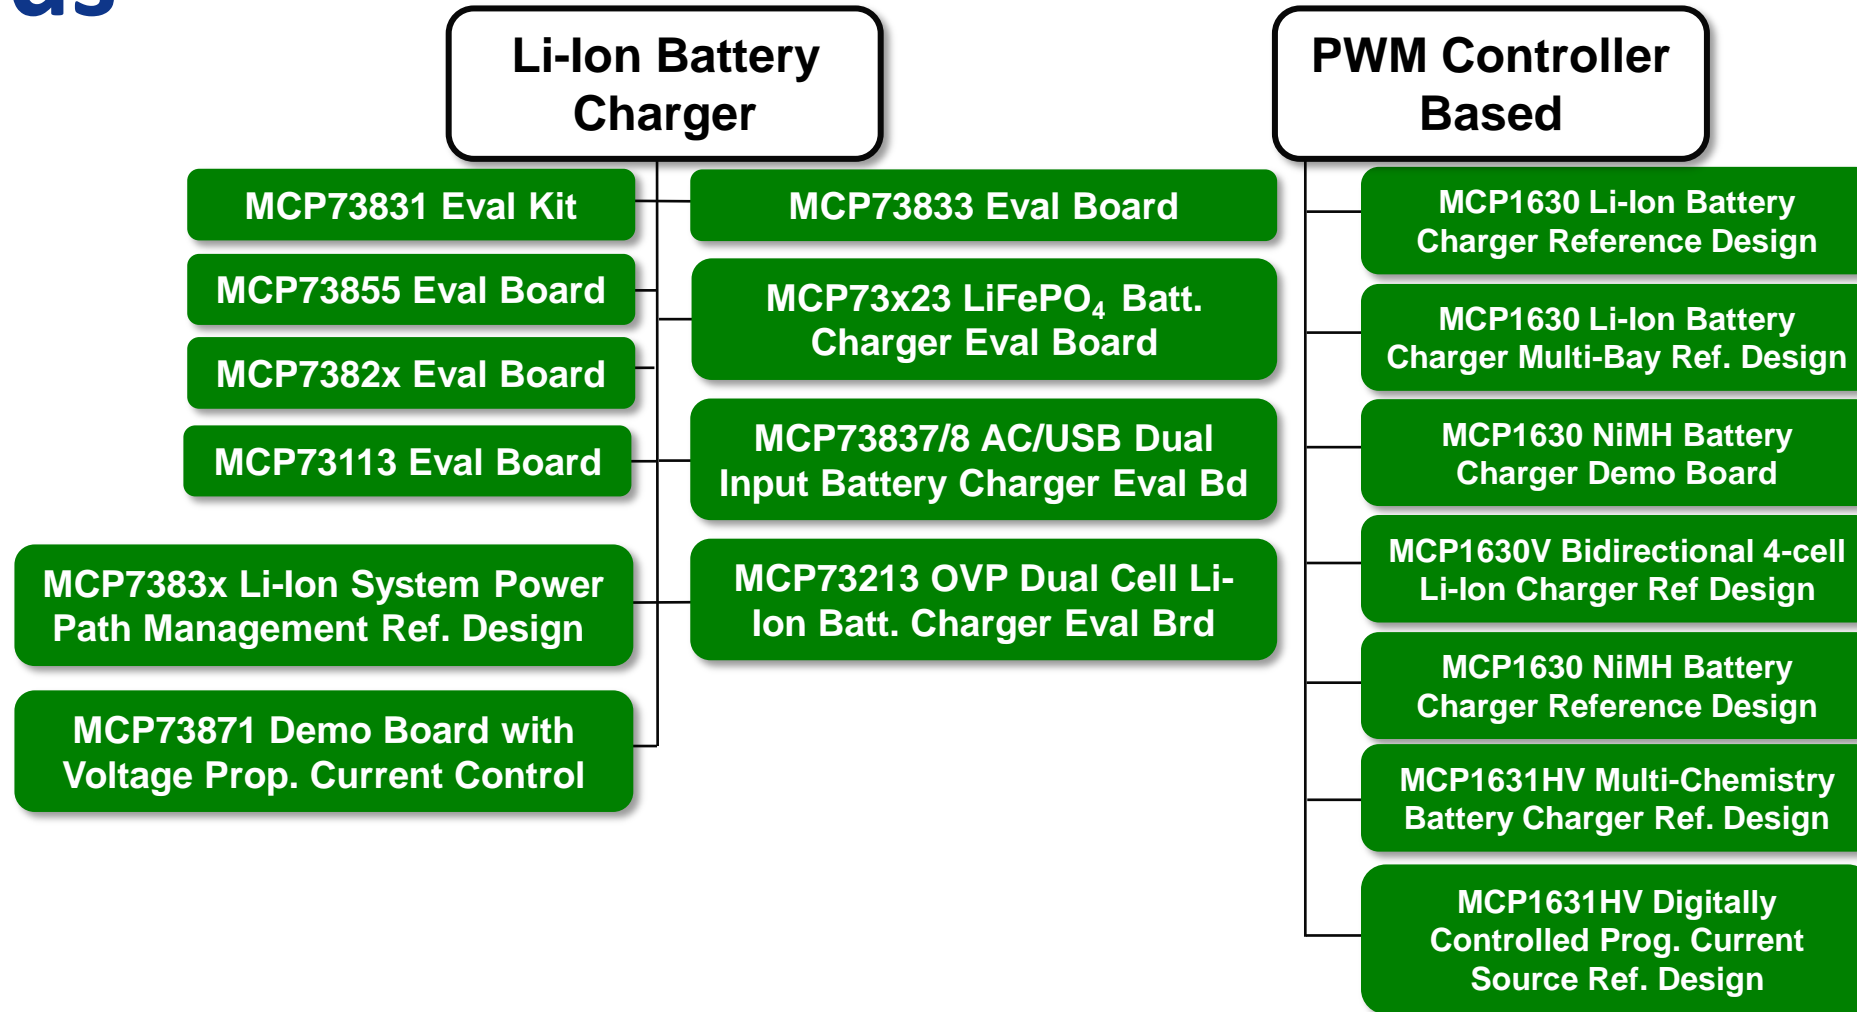 Li-Ion Battery
Charger
MCP73831 Eval Kit
MCP73855 Eval Board
MCP7382x Eval Board
MCP73113 Eval Board
MCP7383x Li-Ion System Power
Path Management Ref. Design
MCP73871 Demo Board with
Voltage Prop. Current Control
MCP73833 Eval Board
MCP73x23 LiFePO₄ Batt.
Charger Eval Board
MCP73837/8 AC/USB Dual
Input Battery Charger Eval Bd
MCP73213 OVP Dual Cell Li-
Ion Batt. Charger Eval Brd
PWM Controller
Based
MCP1630 Li-Ion Battery
Charger Reference Design
MCP1630 Li-Ion Battery
Charger Multi-Bay Ref. Design
MCP1630 NiMH Battery
Charger Demo Board
MCP1630V Bidirectional 4-cell
Li-Ion Charger Ref Design
MCP1630 NiMH Battery
Charger Reference Design
MCP1631HV Multi-Chemistry
Battery Charger Ref. Design
MCP1631HV Digitally
Controlled Prog. Current
Source Ref. Design